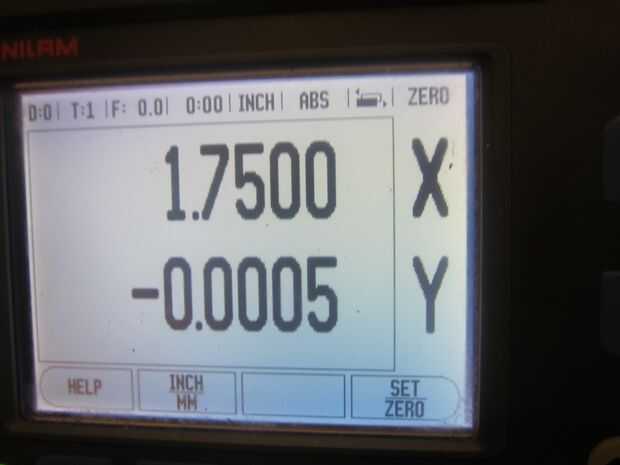 NILAM
D:0| T:1 |F: 0.0| 0:00 | INCH | ABS | | ZERO
1.7500 X
-0.0005 Y
HELP INCH SET
MM ZERO